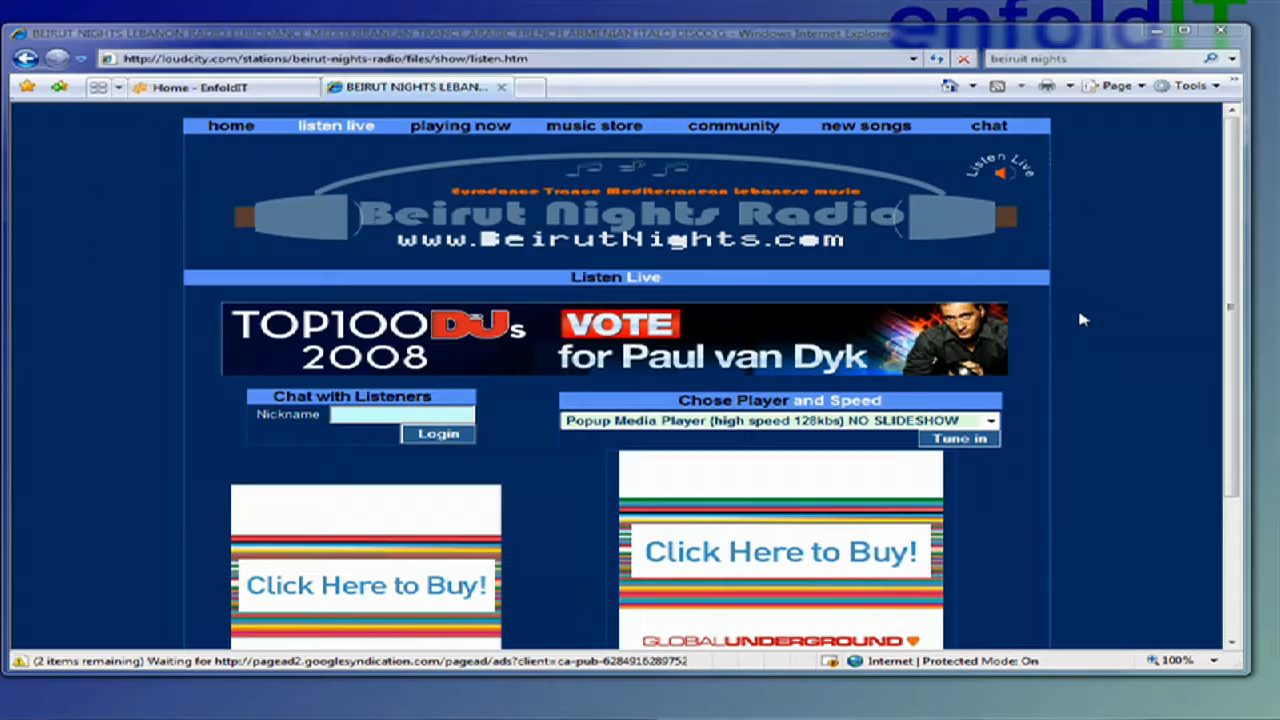 enfoldIT
BEIRUT NIGHTS LEBANON RADIO EURODANCE MEDITERRANEAN TRANCE ARABIC FRENCH ARMENIAN ITALO DISCO G - Windows Internet Explorer
http://loudcity.com/stations/beirut-nights-radio/files/show/listen.htm
beiruit nights
Home - EnfoldIT
BEIRUT NIGHTS LEBAN...
Page
Tools
home
listen live
playing now
music store
community
new songs
chat
Listen Live
Eurodance Trance Mediterranean lebanese music
Beirut Nights Radio
www.BeirutNights.com
Listen Live
TOP100 DJs
2008
VOTE
for Paul van Dyk
Chat with Listeners
Nickname
Login
Chose Player and Speed
Popup Media Player (high speed 128kbs) NO SLIDESHOW
Tune in
Click Here to Buy!
Click Here to Buy!
GLOBALUNDERGROUND
(2 items remaining) Waiting for http://pagead2.googlesyndication.com/pagead/ads?client=ca-pub-6284916289752
Internet | Protected Mode: On
100%